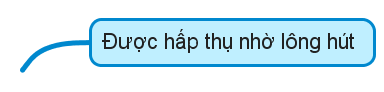 Được hấp thụ nhờ lông hút